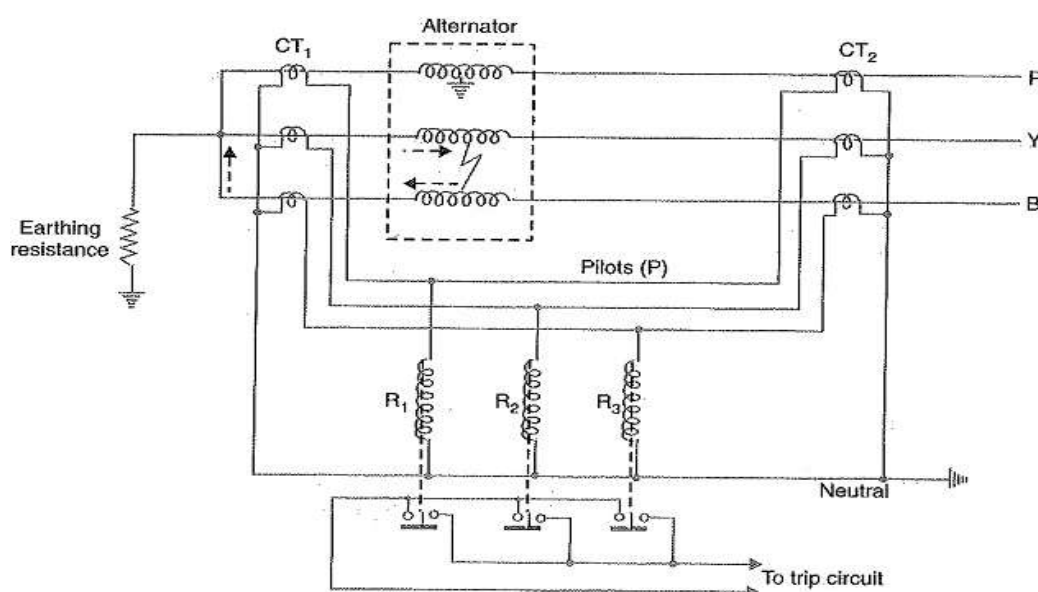 Alternator
CT1
CT2
Y
B
Earthing
resistance
Pilots (P)
R1
R2
R3
Neutral
To trip circuit